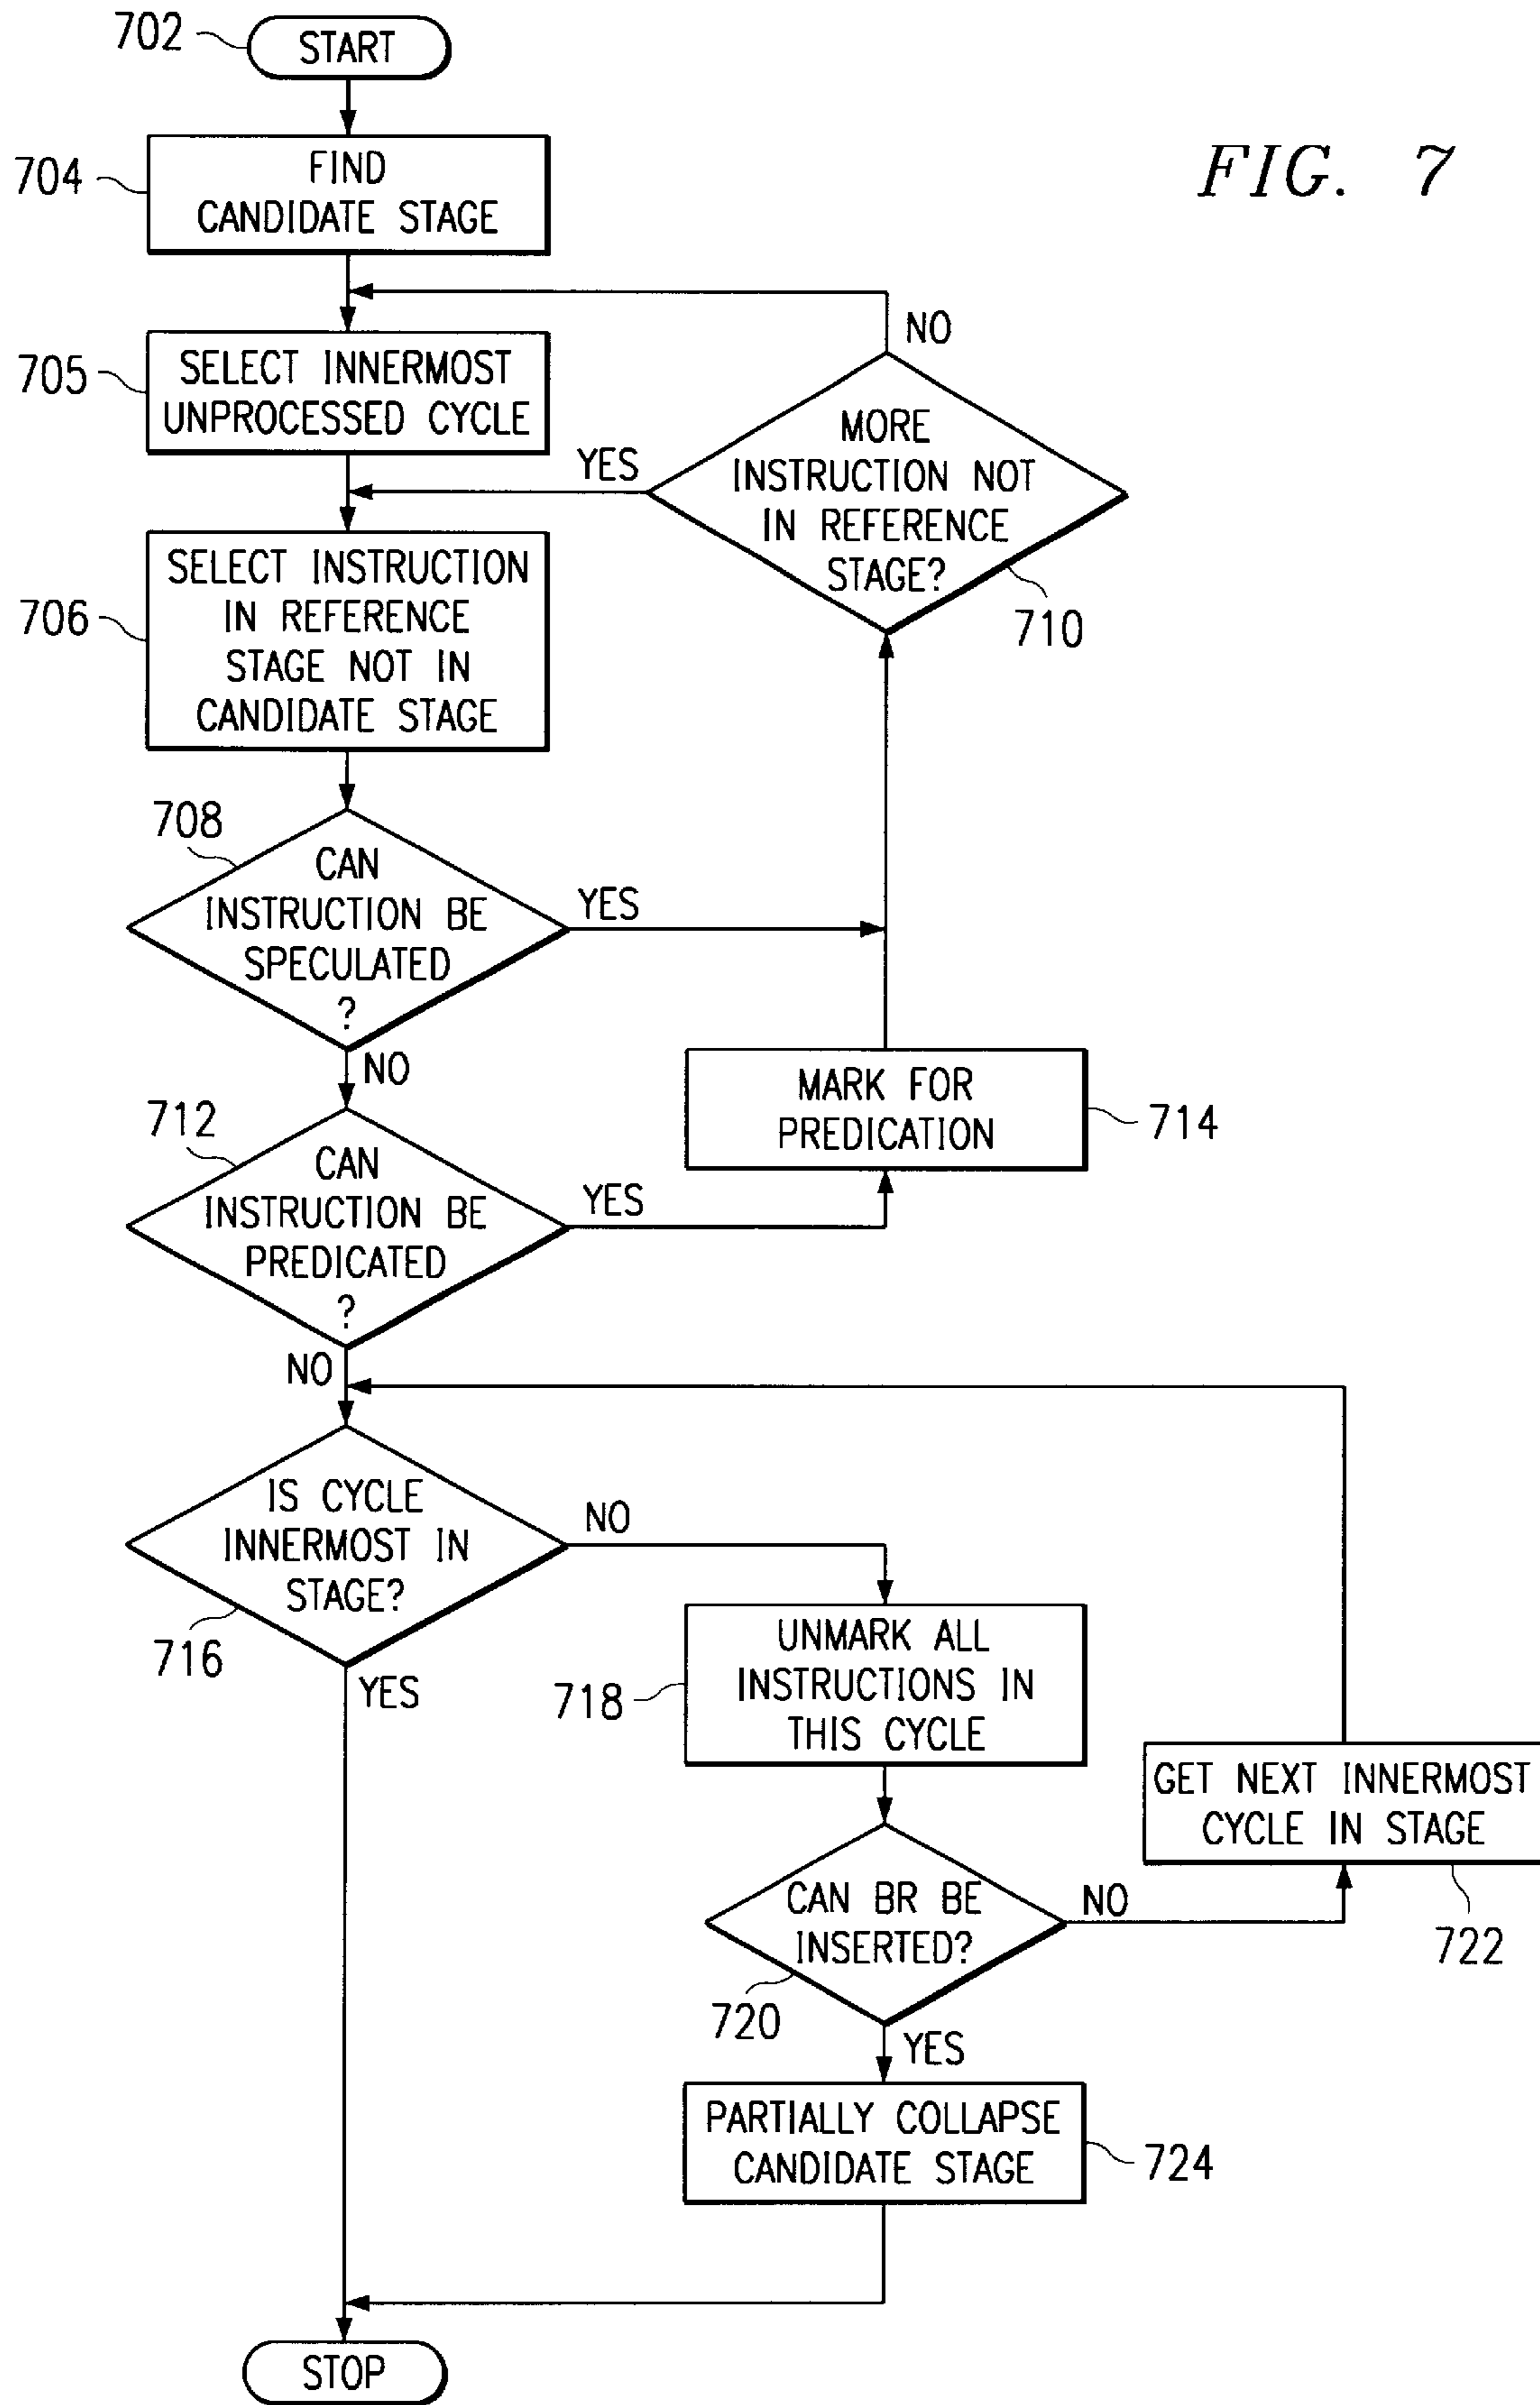 702
START
FIG. 7
704
FIND
CANDIDATE STAGE
NO
705
SELECT INNERMOST
UNPROCESSED CYCLE
YES
MORE
INSTRUCTION NOT
IN REFERENCE
STAGE?
710
706
SELECT INSTRUCTION
IN REFERENCE
STAGE NOT IN
CANDIDATE STAGE
708
CAN
INSTRUCTION BE
SPECULATED
?
YES
NO
MARK FOR
PREDICATION
714
712
CAN
INSTRUCTION BE
PREDICATED
?
YES
NO
IS CYCLE
INNERMOST IN
STAGE?
NO
716
YES
718
UNMARK ALL
INSTRUCTIONS IN
THIS CYCLE
GET NEXT INNERMOST
CYCLE IN STAGE
722
CAN BR BE
INSERTED?
NO
720
YES
PARTIALLY COLLAPSE
CANDIDATE STAGE
724
STOP